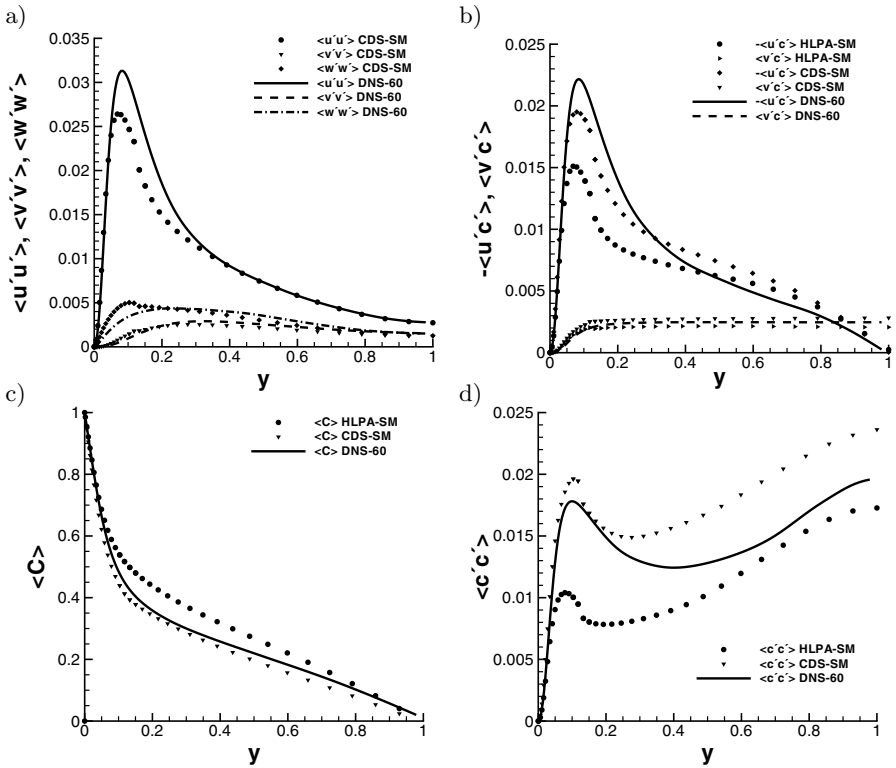 a)
<u´u´> CDS-SM
<v´v´> CDS-SM
<w´w´> CDS-SM
<u´u´> DNS-60
<v´v´> DNS-60
<w´w´> DNS-60
<u´u´>, <v´v´>, <w´w´>
0.035
0.03
0.025
0.02
0.015
0.01
0.005
0
0 0.2 0.4 0.6 0.8 1
y
b)
-<u´c´> HLPA-SM
<v´c´> HLPA-SM
-<u´c´> CDS-SM
<v´c´> CDS-SM
-<u´c´> DNS-60
<v´c´> DNS-60
-<u´c´>, <v´c´>
0.025
0.02
0.015
0.01
0.005
0
0 0.2 0.4 0.6 0.8 1
y
c)
<C> HLPA-SM
<C> CDS-SM
<C> DNS-60
<C>
1
0.8
0.6
0.4
0.2
0
0 0.2 0.4 0.6 0.8 1
y
d)
<c´c´> HLPA-SM
<c´c´> CDS-SM
<c´c´> DNS-60
<c´c´>
0.025
0.02
0.015
0.01
0.005
0
0 0.2 0.4 0.6 0.8 1
y